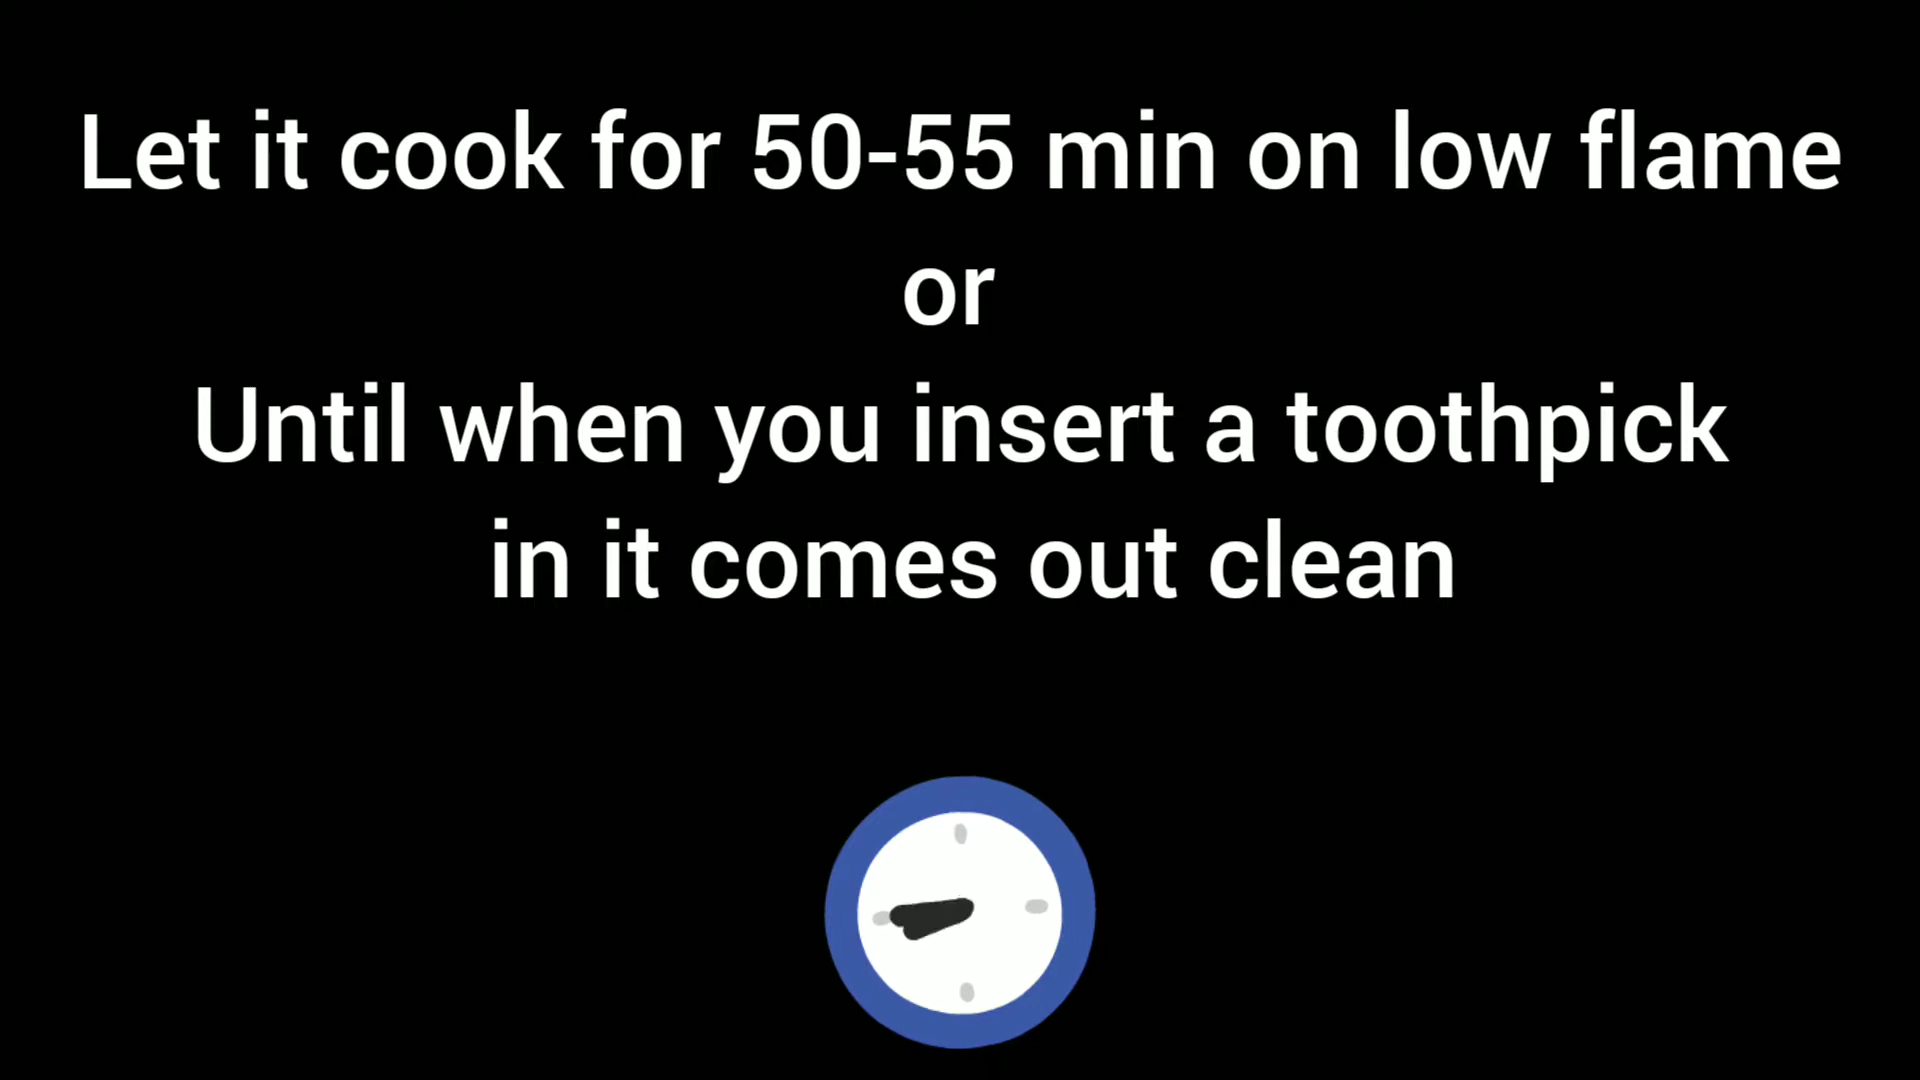 Let it cook for 50-55 min on low flame
or
Until when you insert a toothpick
in it comes out clean